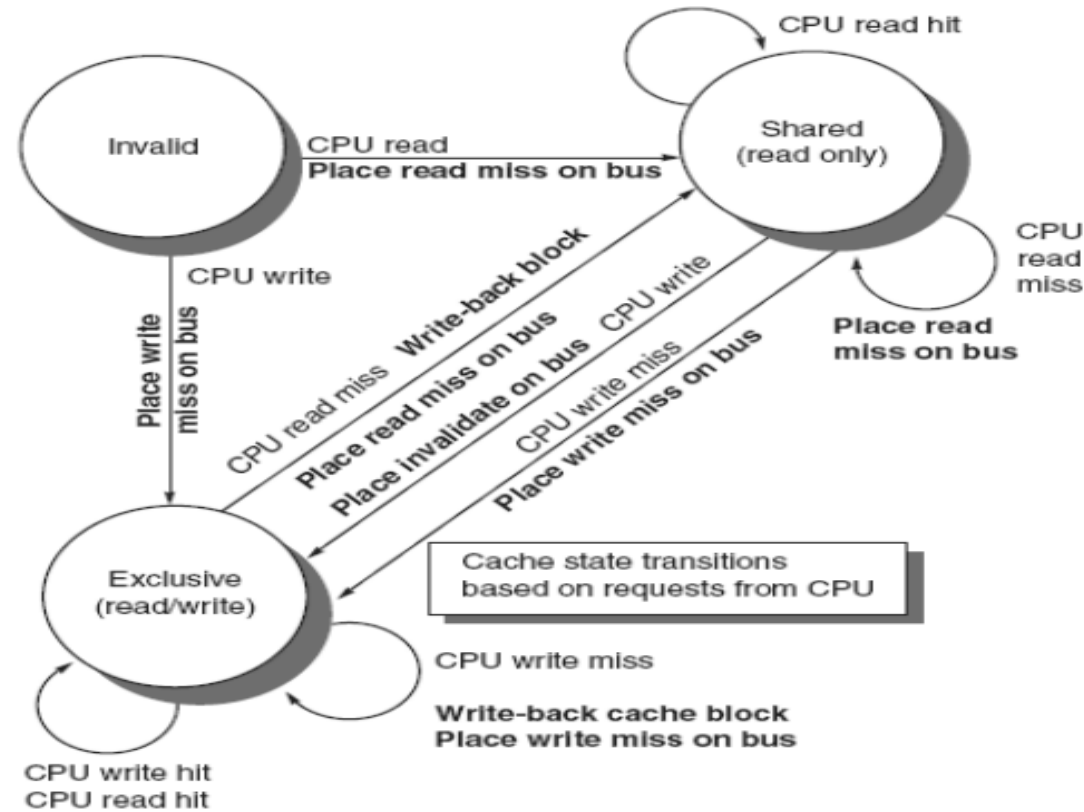 CPU read hit
Invalid
Shared
(read only)
CPU read
Place read miss on bus
CPU
read
miss
Place read
miss on bus
CPU write
Place write
miss on bus
CPU read miss Write-back block
Place read miss on bus
Place invalidate on bus CPU write
CPU write miss
Place write miss on bus
Cache state transitions
based on requests from CPU
Exclusive
(read/write)
CPU write miss
Write-back cache block
Place write miss on bus
CPU write hit
CPU read hit